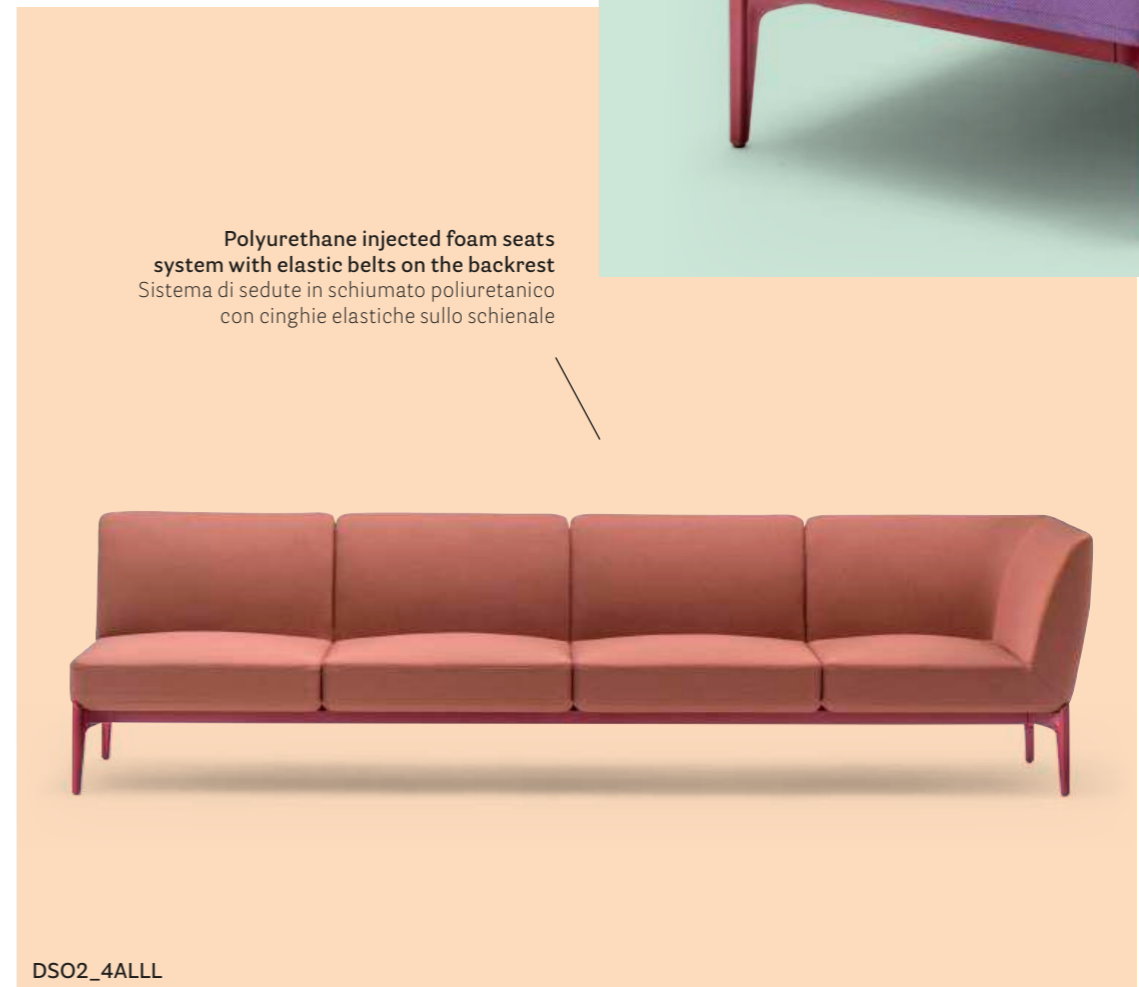 Polyurethane injected foam seats
system with elastic belts on the backrest
Sistema di sedute in schiumato poliuretanico
con cinghie elastiche sullo schienale
DSO2_4ALLL